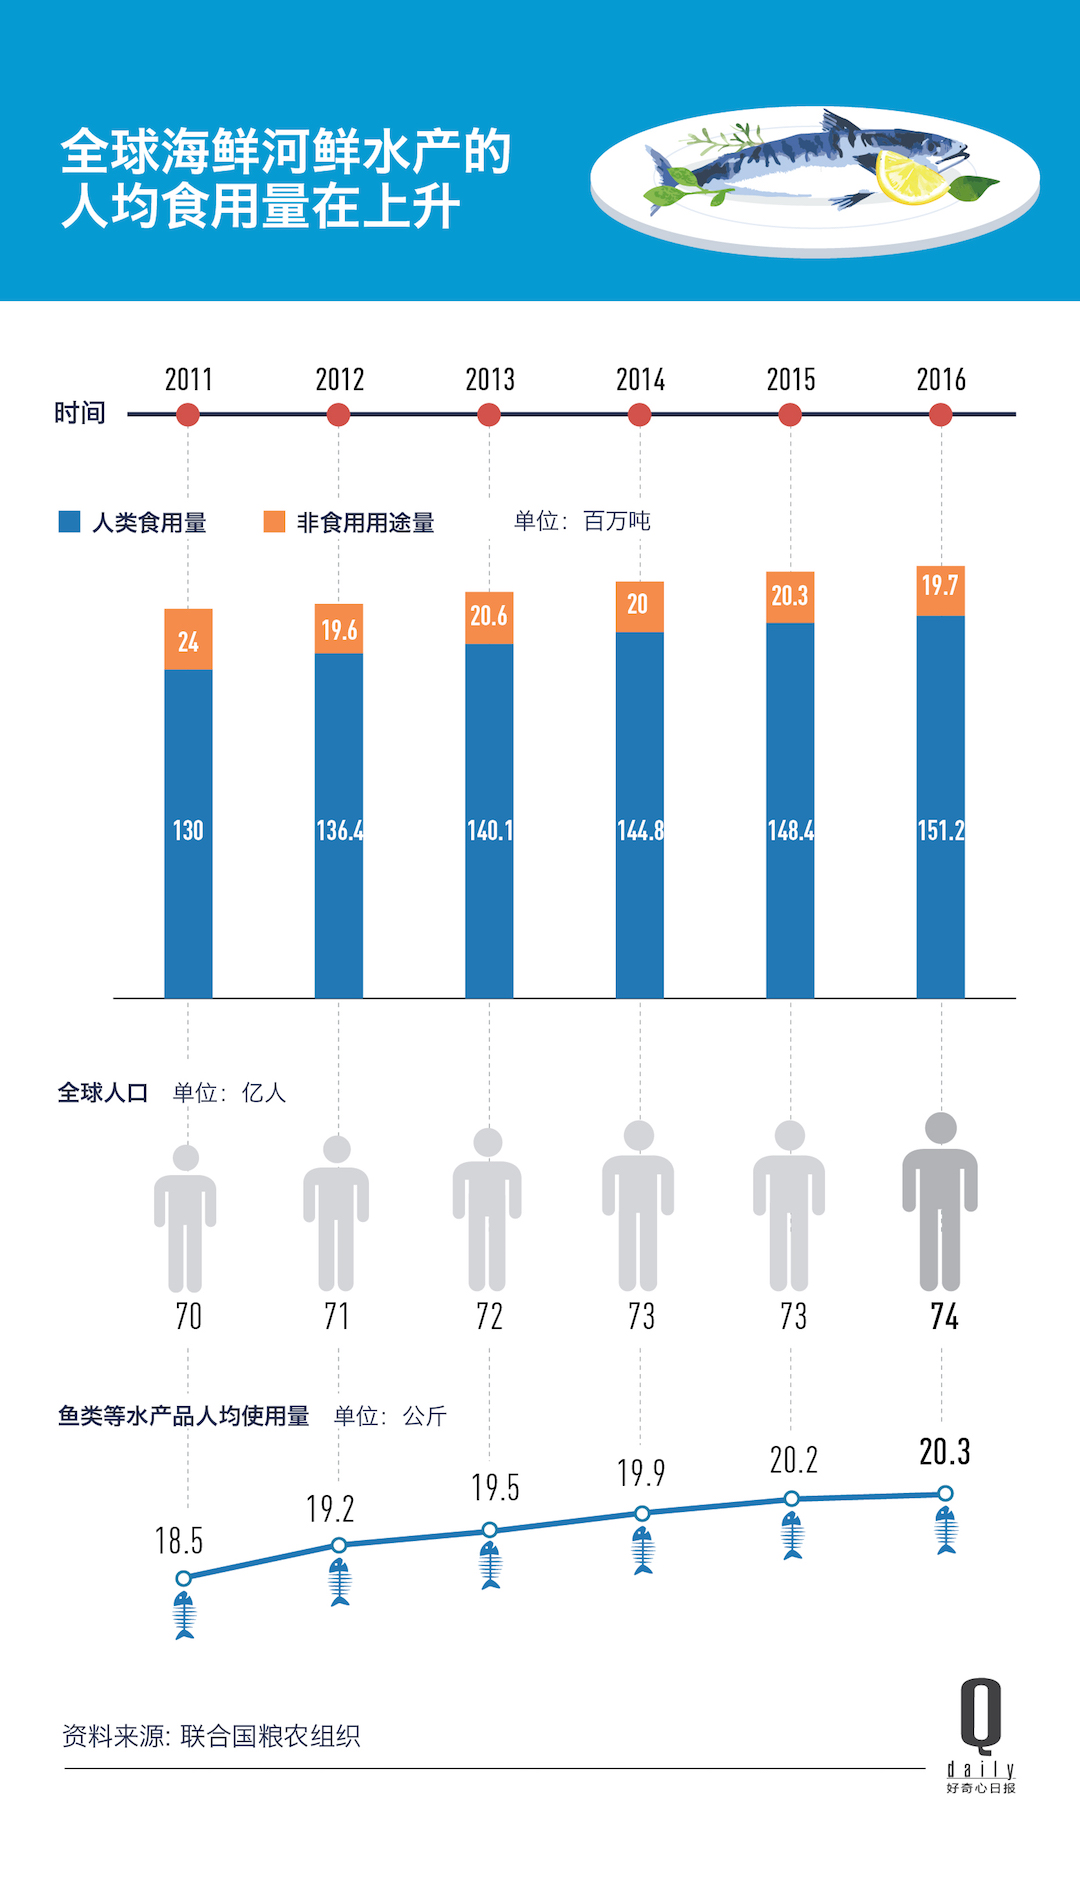 全球海鲜河鲜水产的
人均食用量在上升
2011 2012 2013 2014 2015 2016
时间
人类食用量 非食用用途量 单位：百万吨
24 19.6 20.6 20 20.3 19.7
130 136.4 140.1 144.8 148.4 151.2
全球人口 单位：亿人
70 71 72 73 73 74
鱼类等水产品人均使用量 单位：公斤
18.5 19.2 19.5 19.9 20.2 20.3
资料来源: 联合国粮农组织
Q
daily
好奇心日报